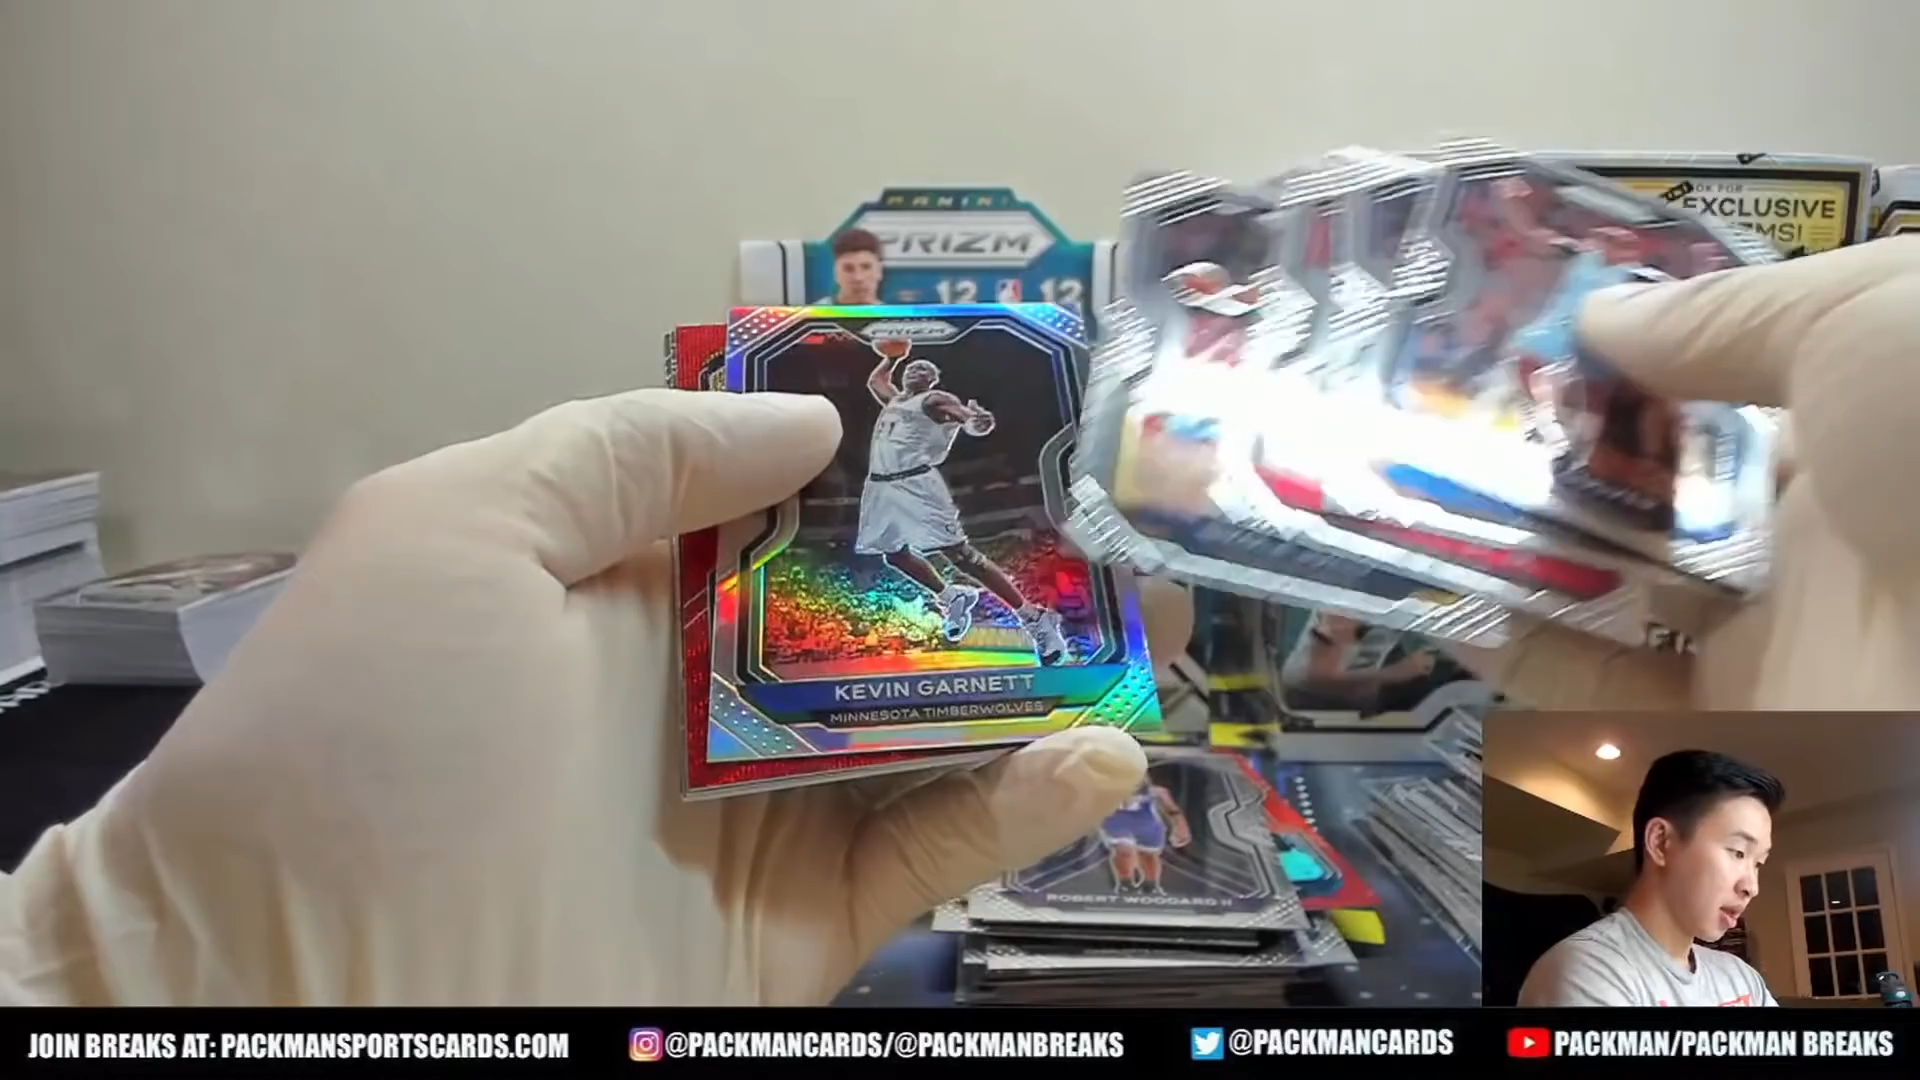 PANINI
PRIZM
12 12
EXCLUSIVE
PRIZM
KEVIN GARNETT
MINNESOTA TIMBERWOLVES
ROBERT WOODARD II
JOIN BREAKS AT: PACKMANSPORTSCARDS.COM
@PACKMANCARDS/@PACKMANBREAKS
@PACKMANCARDS
PACKMAN/PACKMAN BREAKS